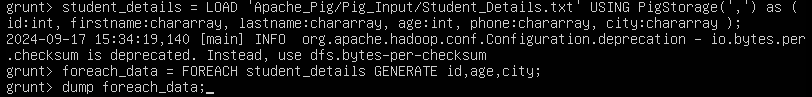 grunt> student_details = LOAD 'Apache_Pig/Pig_Input/Student_Details.txt' USING PigStorage(',') as (
id:int, firstname:chararray, lastname:chararray, age:int, phone:chararray, city:chararray );
2024-09-17 15:34:19,140 [main] INFO  org.apache.hadoop.conf.Configuration.deprecation - io.bytes.per
.checksum is deprecated. Instead, use dfs.bytes-per-checksum
grunt> foreach_data = FOREACH student_details GENERATE id,age,city;
grunt> dump foreach_data;_